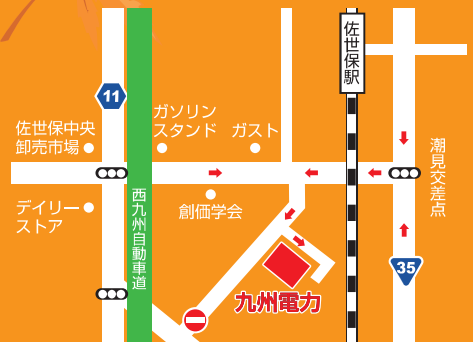 佐世保駅
11
ガソリン
スタンド
ガスト
佐世保中央
卸売市場
潮見交差点
西九州自動車道
創価学会
デイリー
ストア
35
九州電力